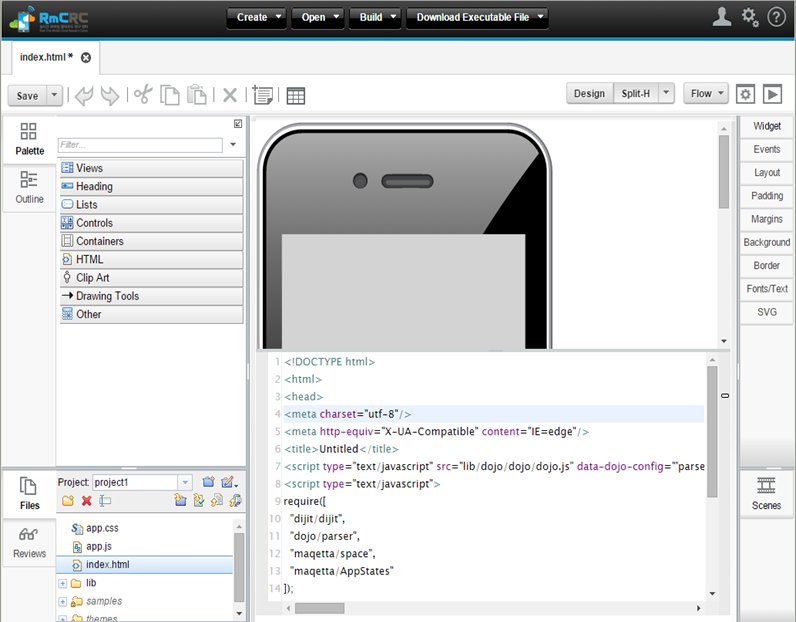 RmCRC
Create Open Build Download Executable File
index.html *
Save Design Split-H Flow
Palette
Outline
Filter...
Views
Heading
Lists
Controls
Containers
HTML
Clip Art
Drawing Tools
Other
Widget
Events
Layout
Padding
Margins
Background
Border
Fonts/Text
SVG
1 <!DOCTYPE html>
2 <html>
3 <head>
4 <meta charset="utf-8"/>
5 <meta http-equiv="X-UA-Compatible" content="IE=edge"/>
6 <title>Untitled</title>
7 <script type="text/javascript" src="lib/dojo/dojo/dojo.js" data-dojo-config="'parse
8 <script type="text/javascript">
9 require([
10 "dijit/dijit",
11 "dojo/parser",
12 "maqetta/space",
13 "maqetta/AppStates"
14 ]);
Files
Reviews
Project: project1
app.css
app.js
index.html
lib
samples
themes
Scenes